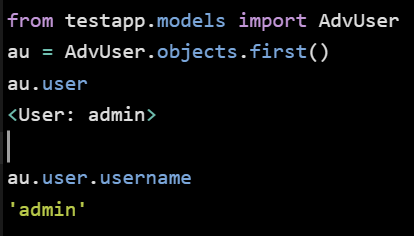 from testapp.models import AdvUser
au = AdvUser.objects.first()
au.user
<User: admin>
au.user.username
'admin'